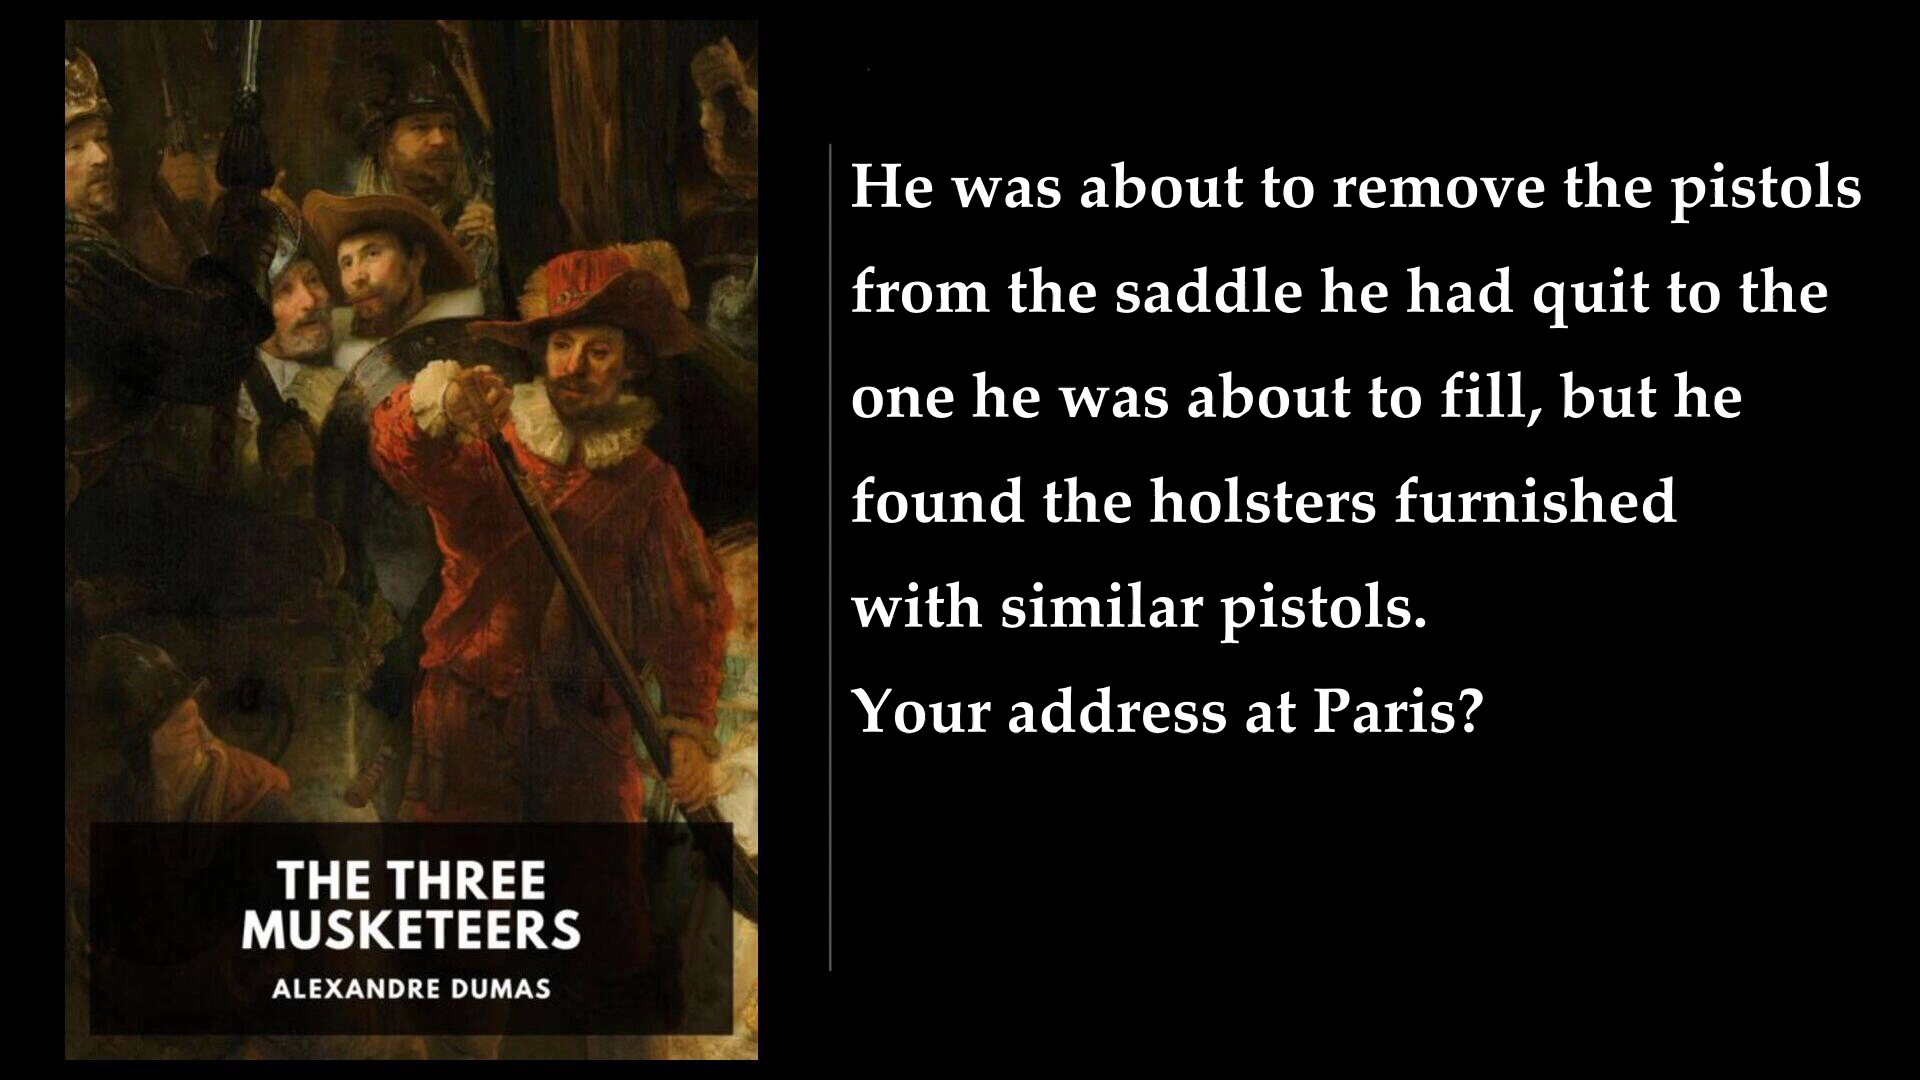 THE THREE
MUSKETEERS
ALEXANDRE DUMAS
He was about to remove the pistols
from the saddle he had quit to the
one he was about to fill, but he
found the holsters furnished
with similar pistols.
Your address at Paris?